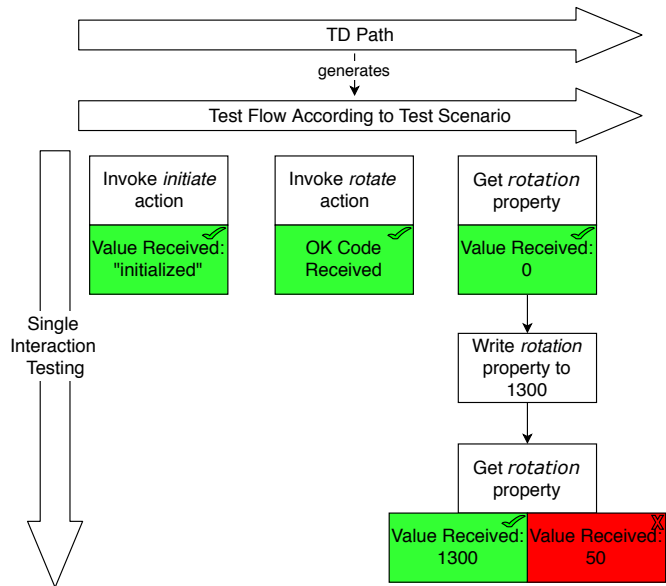 TD Path
generates
Test Flow According to Test Scenario
Invoke initiate
action
Value Received:
"initialized"
Invoke rotate
action
OK Code
Received
Get rotation
property
Value Received:
0
Single
Interaction
Testing
Write rotation
property to
1300
Get rotation
property
Value Received:
1300
X
Value Received:
50